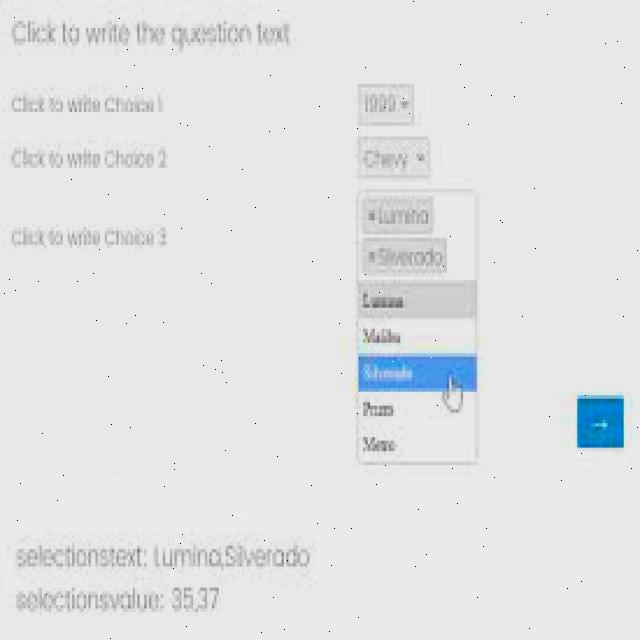 Click to write the question text
Click to write Choice 1
1999
Click to write Choice 2
Chevy
Click to write Choice 3
×Lumina
×Silverado
Lumina
Malibu
Silverado
Prizm
Metro
→
selectionstext: Lumina,Silverado
selectionsvalue: 35,37